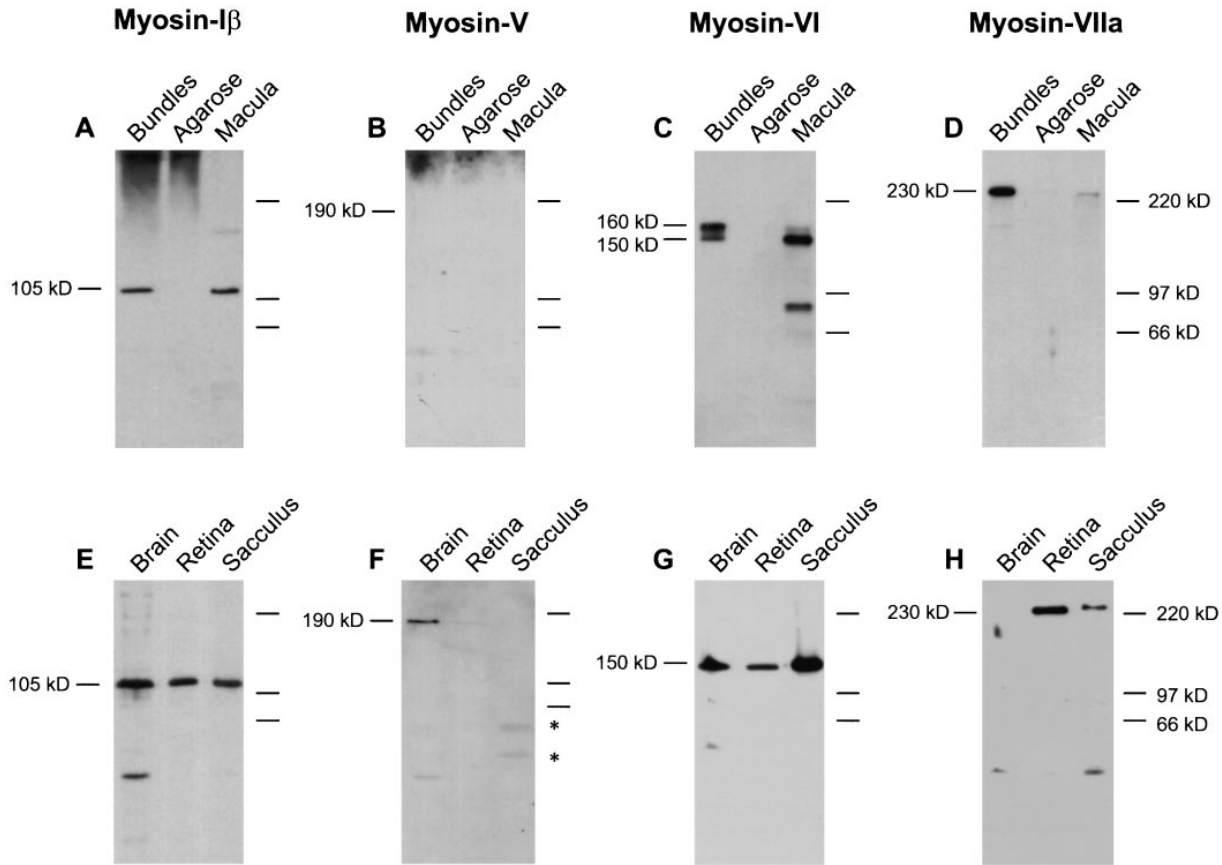 Myosin-Iβ Myosin-V Myosin-VI Myosin-VIIa
A Bundles Agarose Macula B Bundles Agarose Macula C Bundles Agarose Macula D Bundles Agarose Macula
190 kD 160 kD 150 kD 230 kD 220 kD
105 kD 97 kD
66 kD
E Brain Retina Sacculus F Brain Retina Sacculus G Brain Retina Sacculus H Brain Retina Sacculus
190 kD 230 kD 220 kD
105 kD 150 kD 97 kD
* 66 kD
*